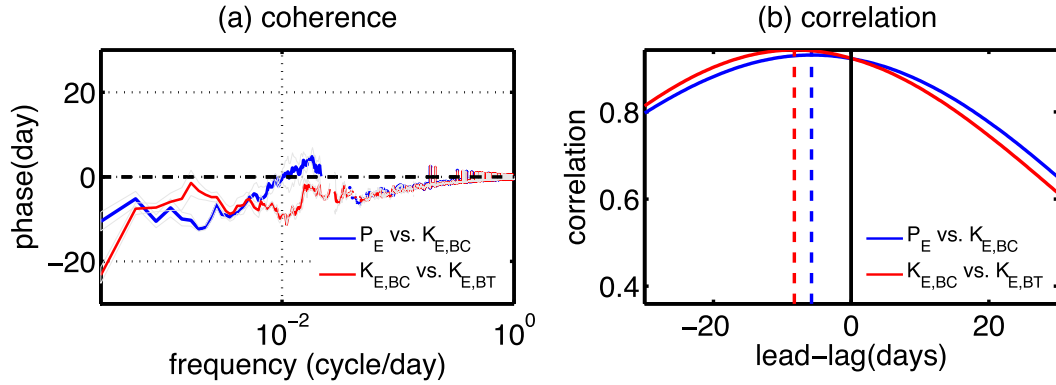 (a) coherence
phase(day)
20
0
−20
P_E vs. K_E,BC
K_E,BC vs. K_E,BT
10^−2
10^0
frequency (cycle/day)
(b) correlation
correlation
0.8
0.6
0.4
P_E vs. K_E,BC
K_E,BC vs. K_E,BT
−20
0
20
lead−lag(days)